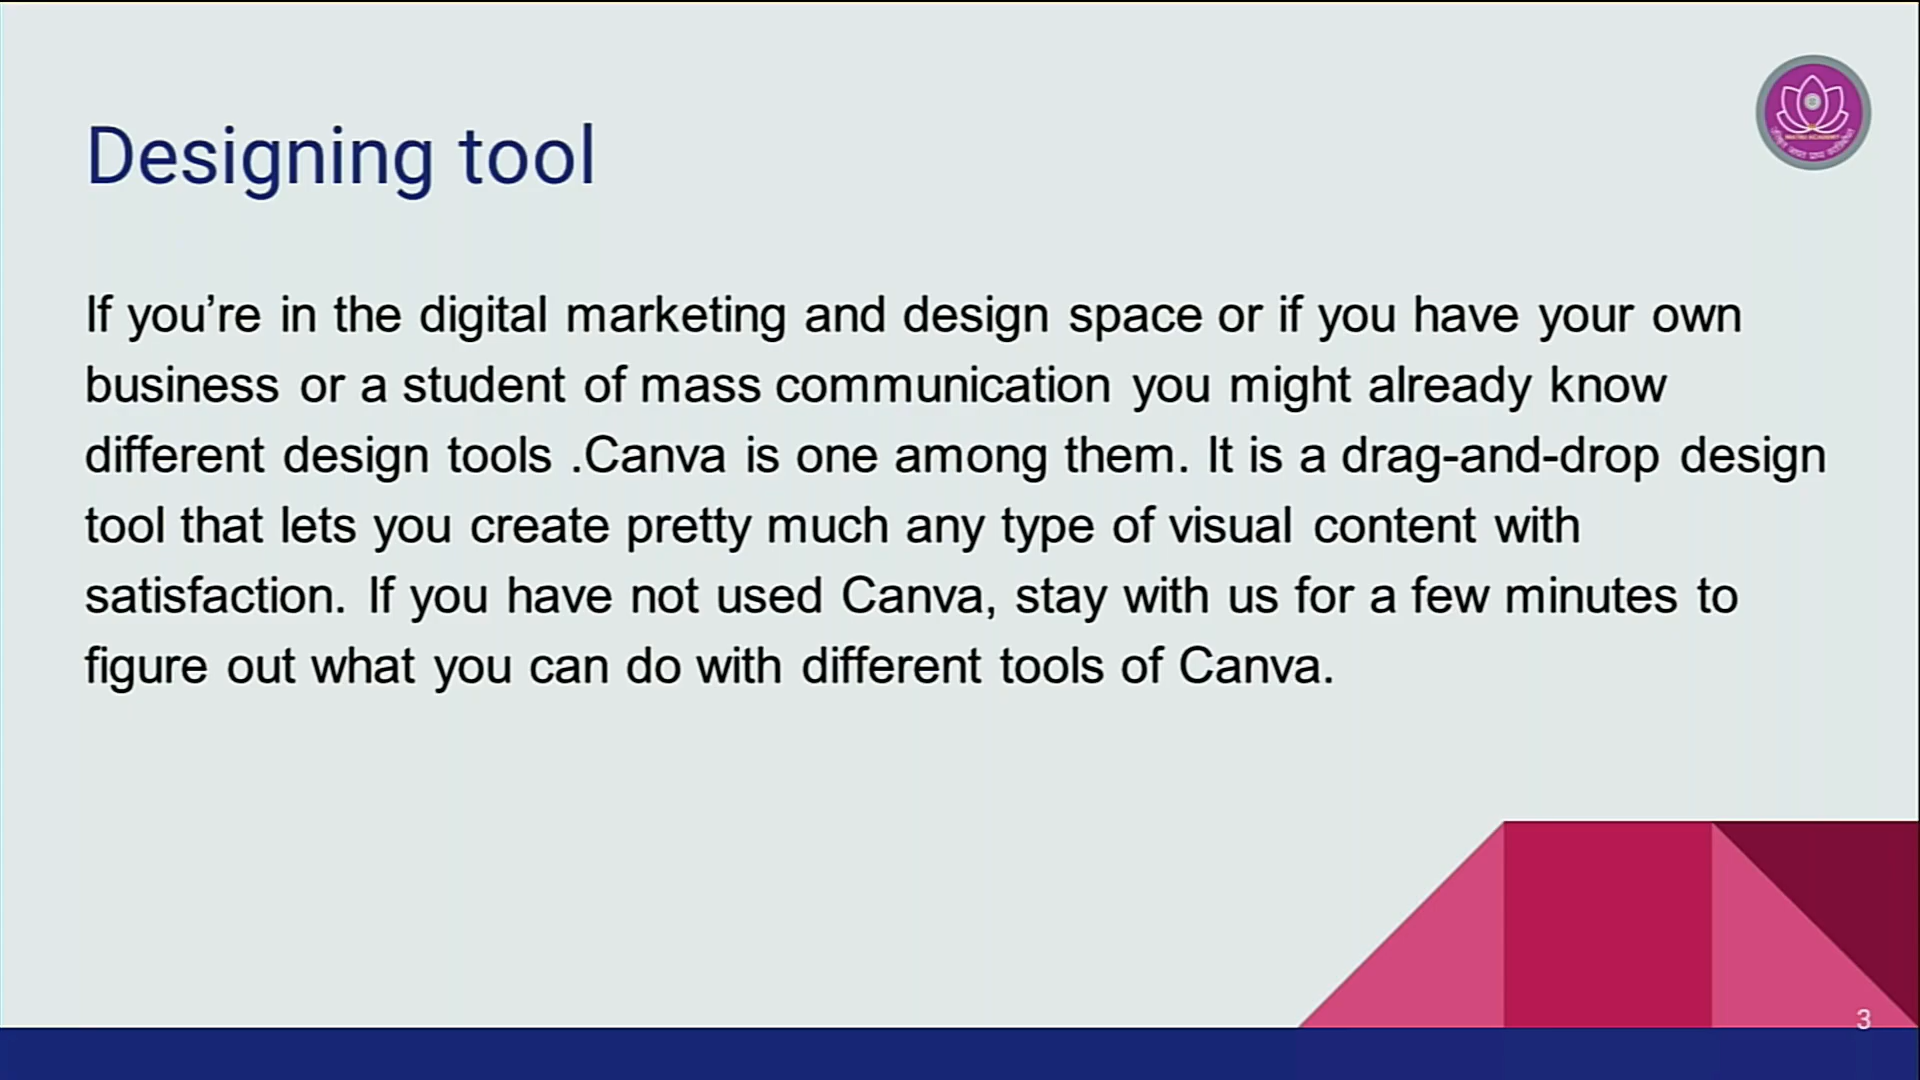 Designing tool
If you’re in the digital marketing and design space or if you have your own
business or a student of mass communication you might already know
different design tools .Canva is one among them. It is a drag-and-drop design
tool that lets you create pretty much any type of visual content with
satisfaction. If you have not used Canva, stay with us for a few minutes to
figure out what you can do with different tools of Canva.
3